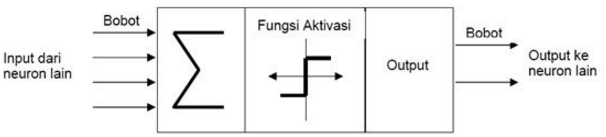 Bobot
Input dari
neuron lain
Fungsi Aktivasi
Output
Bobot
Output ke
neuron lain